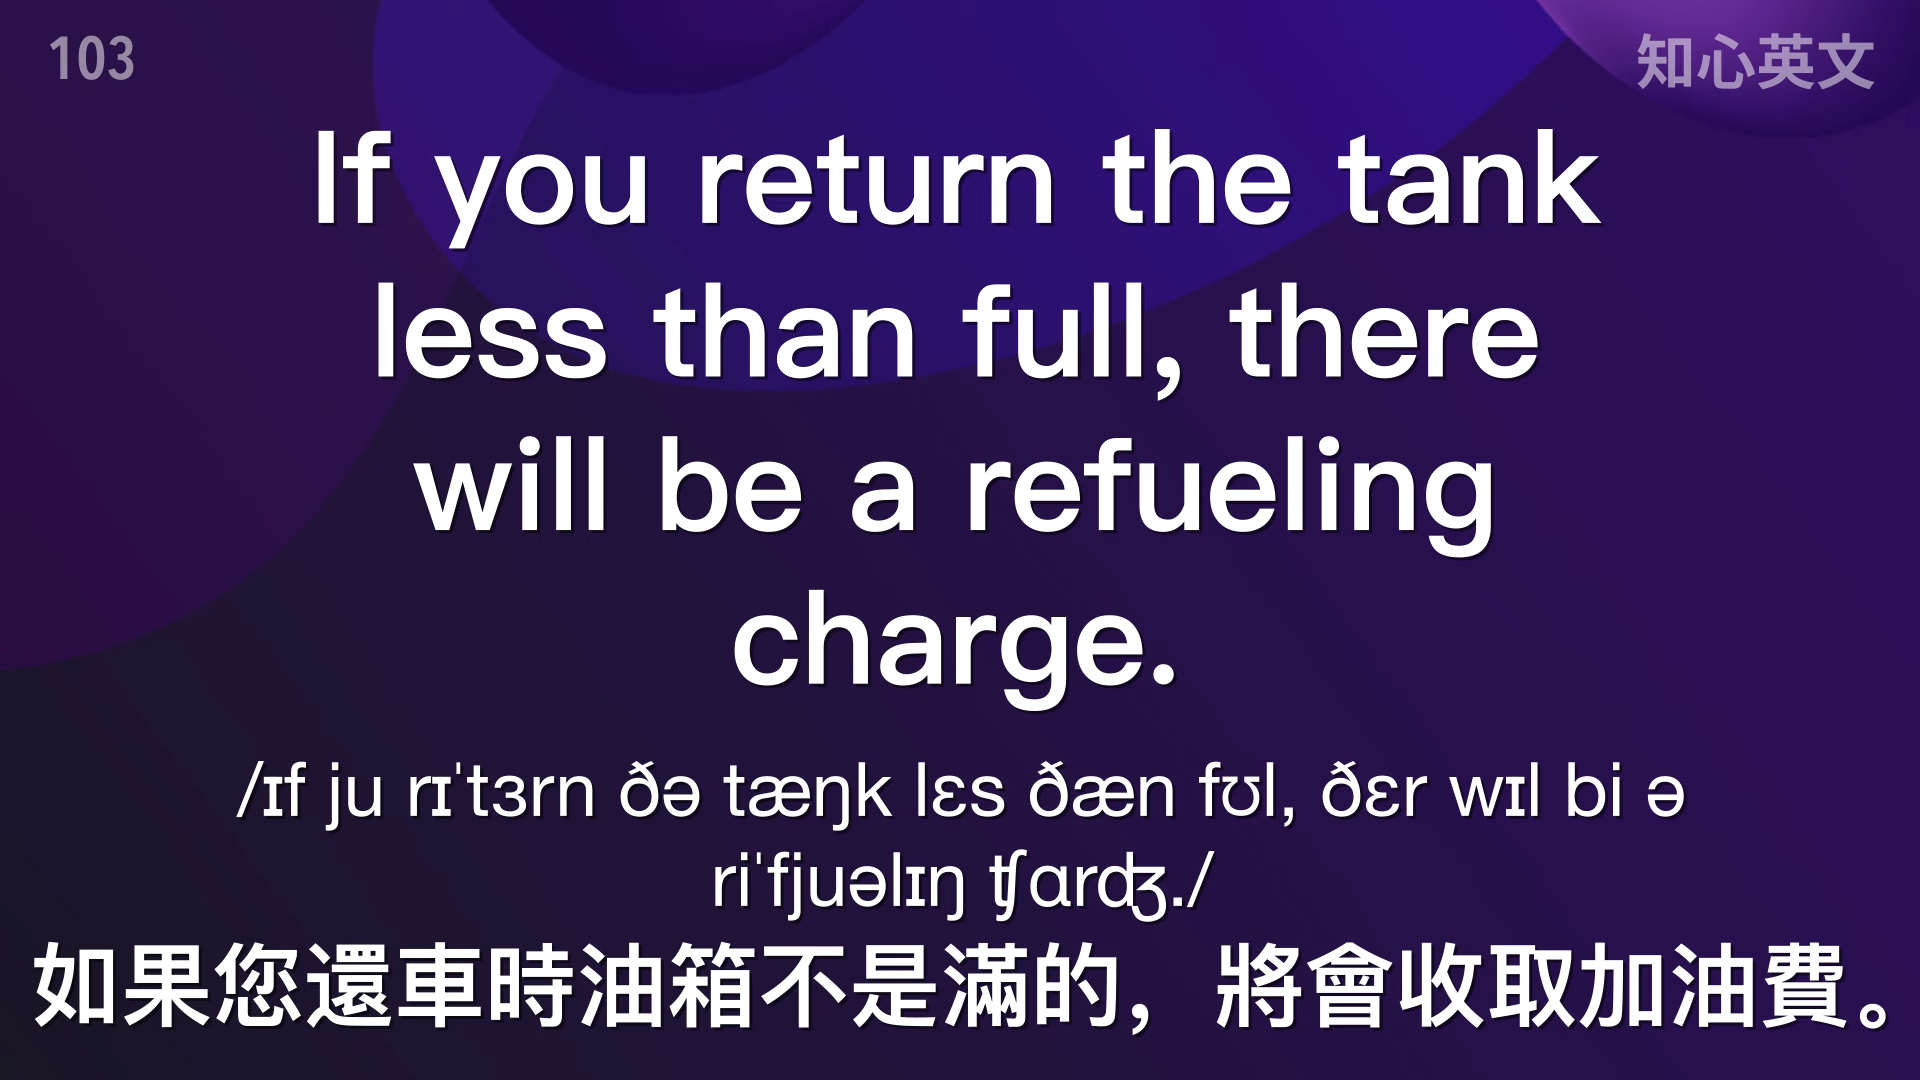 103
知心英文
If you return the tank
less than full, there
will be a refueling
charge.
/ɪf ju rɪˈtɜrn ðə tæŋk lɛs ðæn fʊl, ðɛr wɪl bi ə
riˈfjuəlɪŋ ʧɑrʤ./
如果您還車時油箱不是滿的，將會收取加油費。